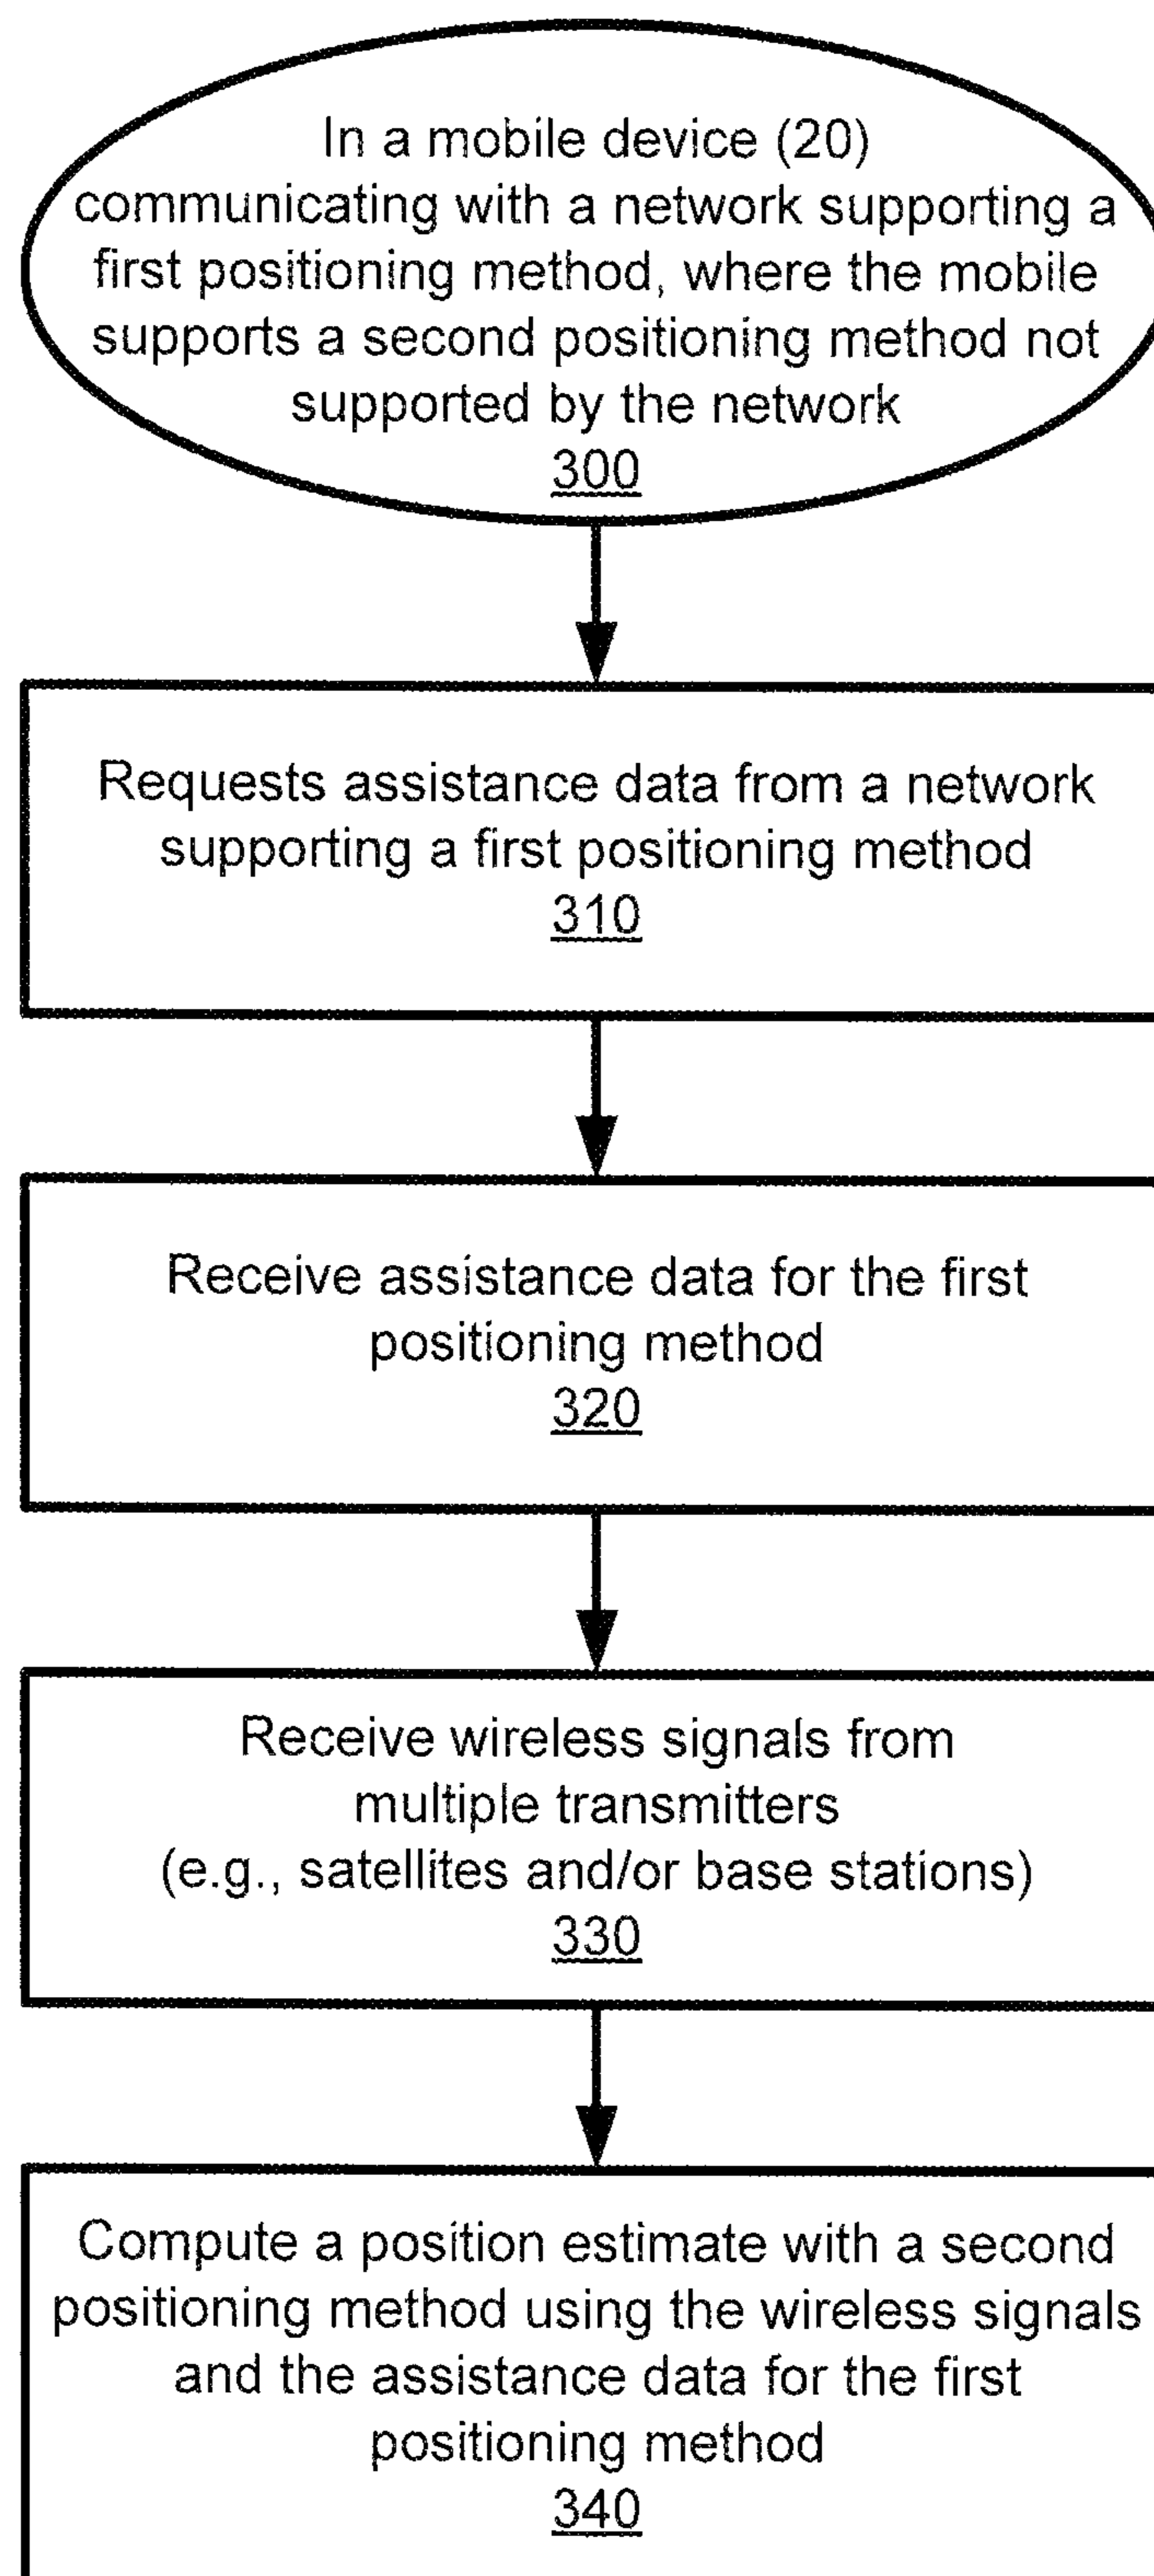 In a mobile device (20)
communicating with a network supporting a
first positioning method, where the mobile
supports a second positioning method not
supported by the network
300
Requests assistance data from a network
supporting a first positioning method
310
Receive assistance data for the first
positioning method
320
Receive wireless signals from
multiple transmitters
(e.g., satellites and/or base stations)
330
Compute a position estimate with a second
positioning method using the wireless signals
and the assistance data for the first
positioning method
340